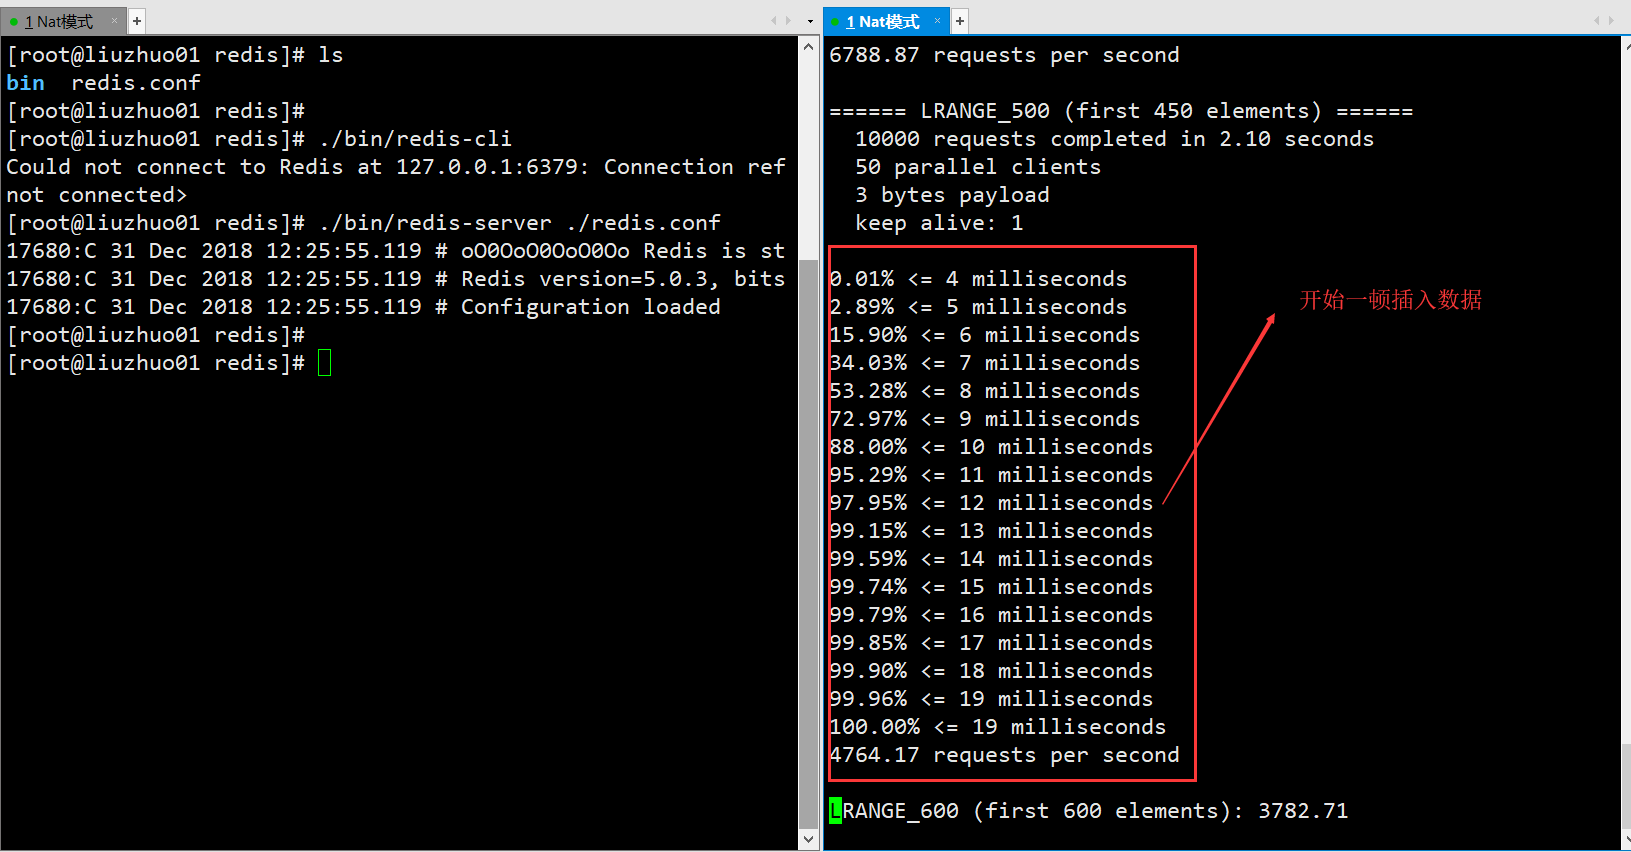 1 Nat模式
[root@liuzhuo01 redis]# ls
bin  redis.conf
[root@liuzhuo01 redis]#
[root@liuzhuo01 redis]# ./bin/redis-cli
Could not connect to Redis at 127.0.0.1:6379: Connection ref
not connected>
[root@liuzhuo01 redis]# ./bin/redis-server ./redis.conf
17680:C 31 Dec 2018 12:25:55.119 # oO0OoO0OoO0Oo Redis is st
17680:C 31 Dec 2018 12:25:55.119 # Redis version=5.0.3, bits
17680:C 31 Dec 2018 12:25:55.119 # Configuration loaded
[root@liuzhuo01 redis]#
[root@liuzhuo01 redis]#
1 Nat模式
6788.87 requests per second
====== LRANGE_500 (first 450 elements) ======
10000 requests completed in 2.10 seconds
50 parallel clients
3 bytes payload
keep alive: 1
0.01% <= 4 milliseconds
2.89% <= 5 milliseconds
15.90% <= 6 milliseconds
34.03% <= 7 milliseconds
53.28% <= 8 milliseconds
72.97% <= 9 milliseconds
88.00% <= 10 milliseconds
95.29% <= 11 milliseconds
97.95% <= 12 milliseconds
99.15% <= 13 milliseconds
99.59% <= 14 milliseconds
99.74% <= 15 milliseconds
99.79% <= 16 milliseconds
99.85% <= 17 milliseconds
99.90% <= 18 milliseconds
99.96% <= 19 milliseconds
100.00% <= 19 milliseconds
4764.17 requests per second
LRANGE_600 (first 600 elements): 3782.71
开始一顿插入数据